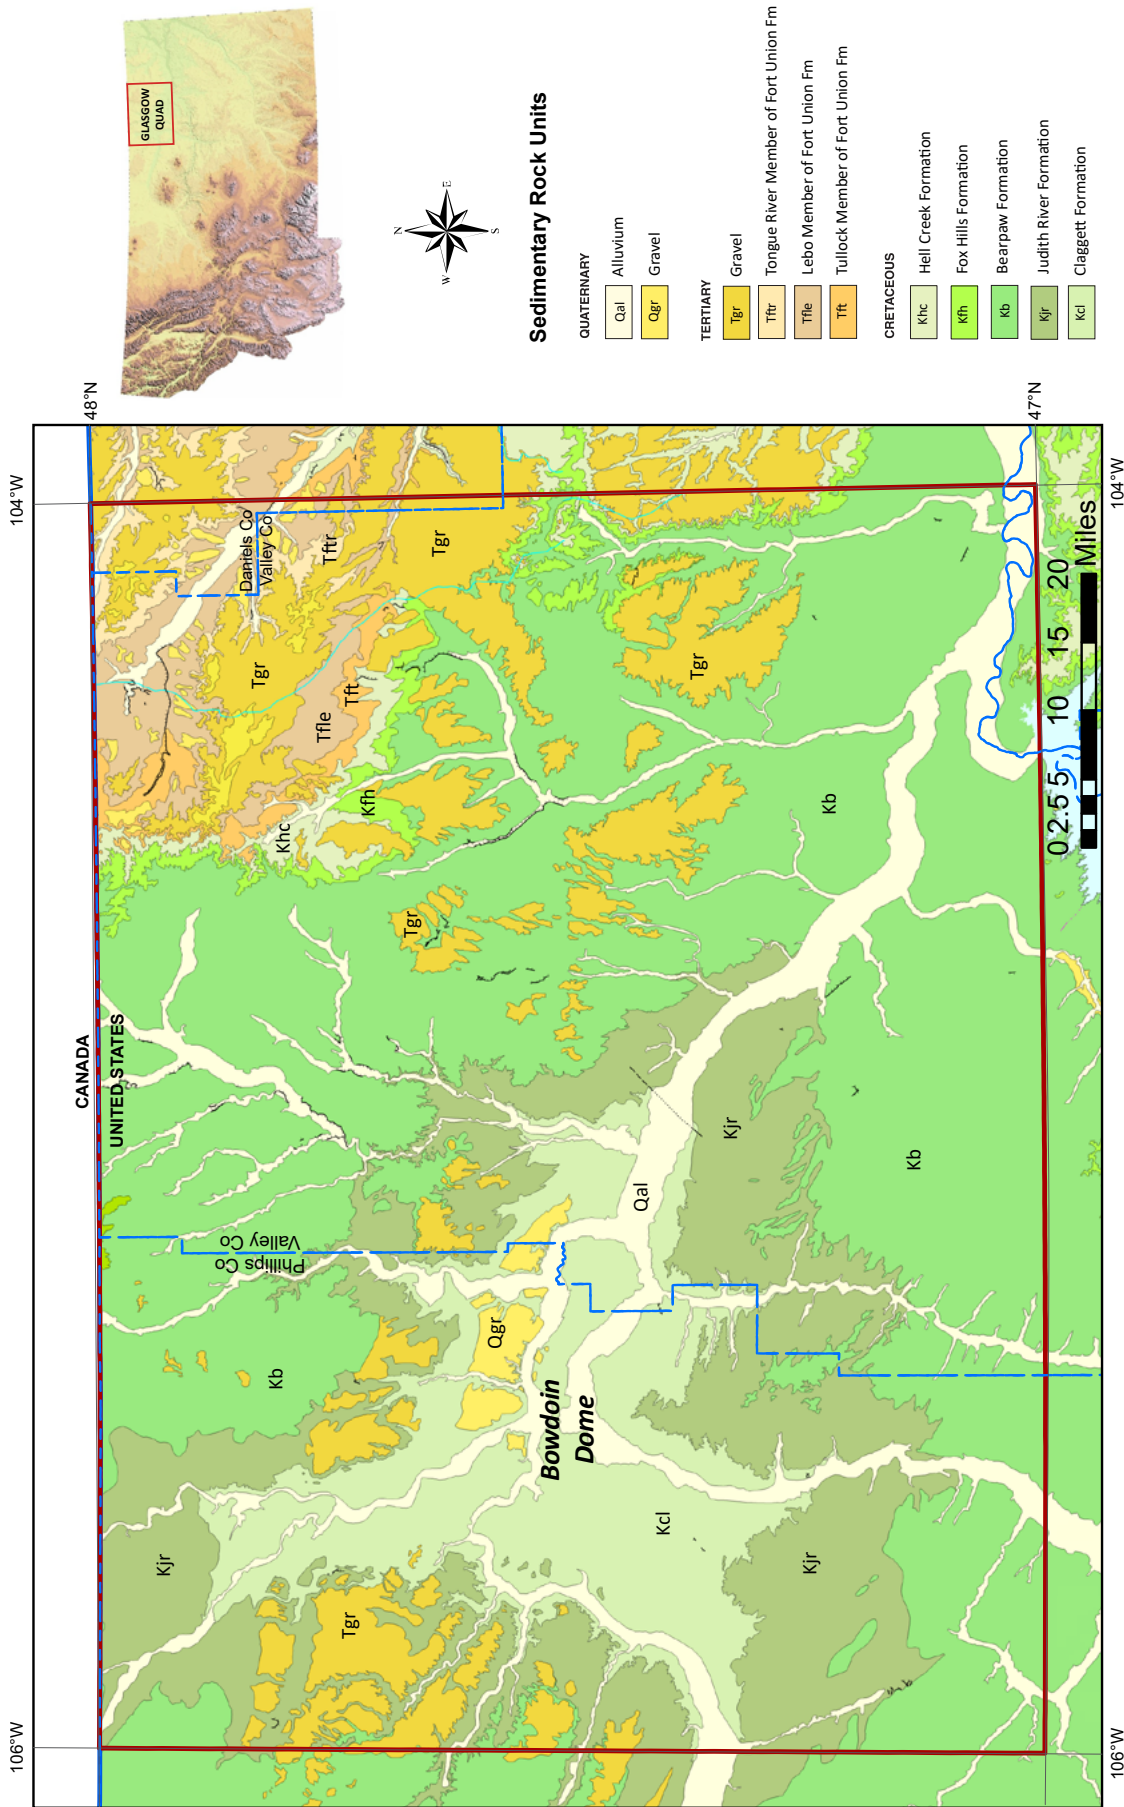 106°W
104°W
48°N
CANADA
UNITED STATES
Kjr
Kb
Phillips Co
Valley Co
Daniels Co
Valley Co
Tgr
Khc
Tgr
Tfle
Tft
Tftr
Tgr
Tgr
Kfh
Qgr
Tgr
Bowdoin
Dome
Qal
Kcl
Kjr
Tgr
Kjr
Kb
Kb
47°N
0 2.5 5 10 15 20
Miles
106°W
104°W
GLASGOW
QUAD
N
W
E
S
Sedimentary Rock Units
QUATERNARY
Qal Alluvium
Qgr Gravel
TERTIARY
Tgr Gravel
Tftr Tongue River Member of Fort Union Fm
Tfle Lebo Member of Fort Union Fm
Tft Tullock Member of Fort Union Fm
CRETACEOUS
Khc Hell Creek Formation
Kfh Fox Hills Formation
Kb Bearpaw Formation
Kjr Judith River Formation
Kcl Claggett Formation